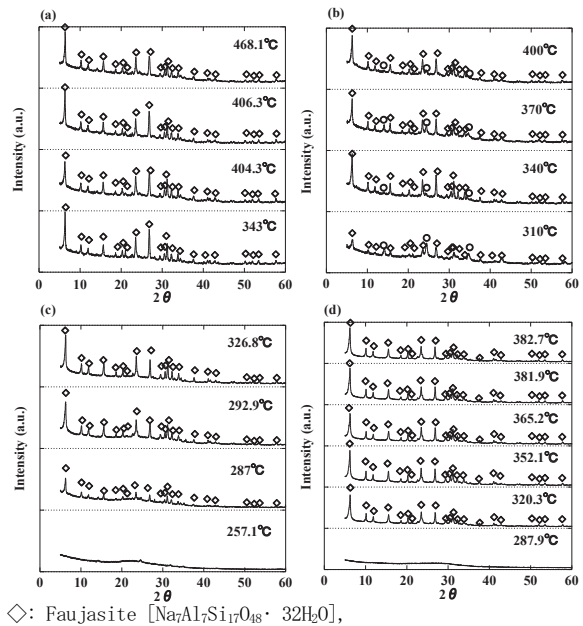 (a)
468.1℃
406.3℃
404.3℃
343℃
Intensity (a.u.)
0 10 20 30 40 50 60
2θ
(b)
400℃
370℃
340℃
310℃
Intensity (a.u.)
0 10 20 30 40 50 60
2θ
(c)
326.8℃
292.9℃
287℃
257.1℃
Intensity (a.u.)
0 10 20 30 40 50 60
2θ
(d)
382.7℃
381.9℃
365.2℃
352.1℃
320.3℃
287.9℃
Intensity (a.u.)
0 10 20 30 40 50 60
2θ
◇: Faujasite [Na₇Al₇Si₁₇O₄₈· 32H₂O],